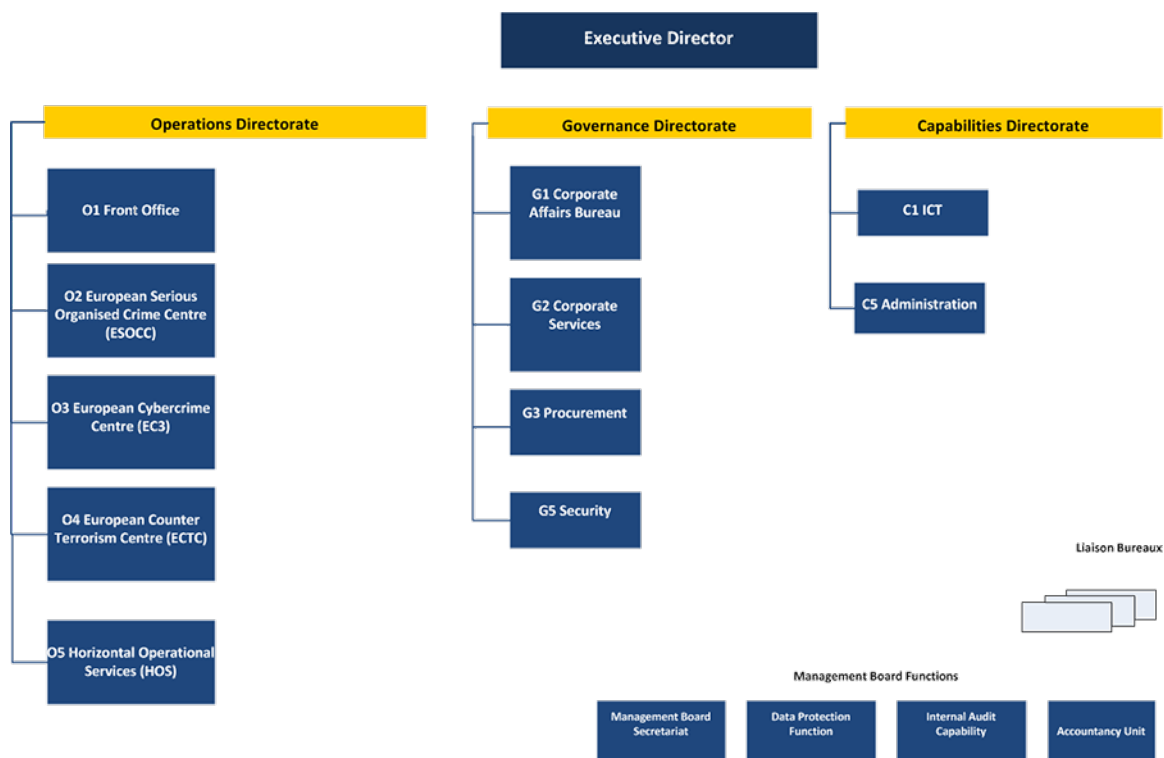 Executive Director
Operations Directorate
O1 Front Office
O2 European Serious
Organised Crime Centre
(ESOCC)
O3 European Cybercrime
Centre (EC3)
O4 European Counter
Terrorism Centre (ECTC)
O5 Horizontal Operational
Services (HOS)
Governance Directorate
G1 Corporate
Affairs Bureau
G2 Corporate
Services
G3 Procurement
G5 Security
Capabilities Directorate
C1 ICT
C5 Administration
Liaison Bureaux
Management Board Functions
Management Board
Secretariat
Data Protection
Function
Internal Audit
Capability
Accountancy Unit